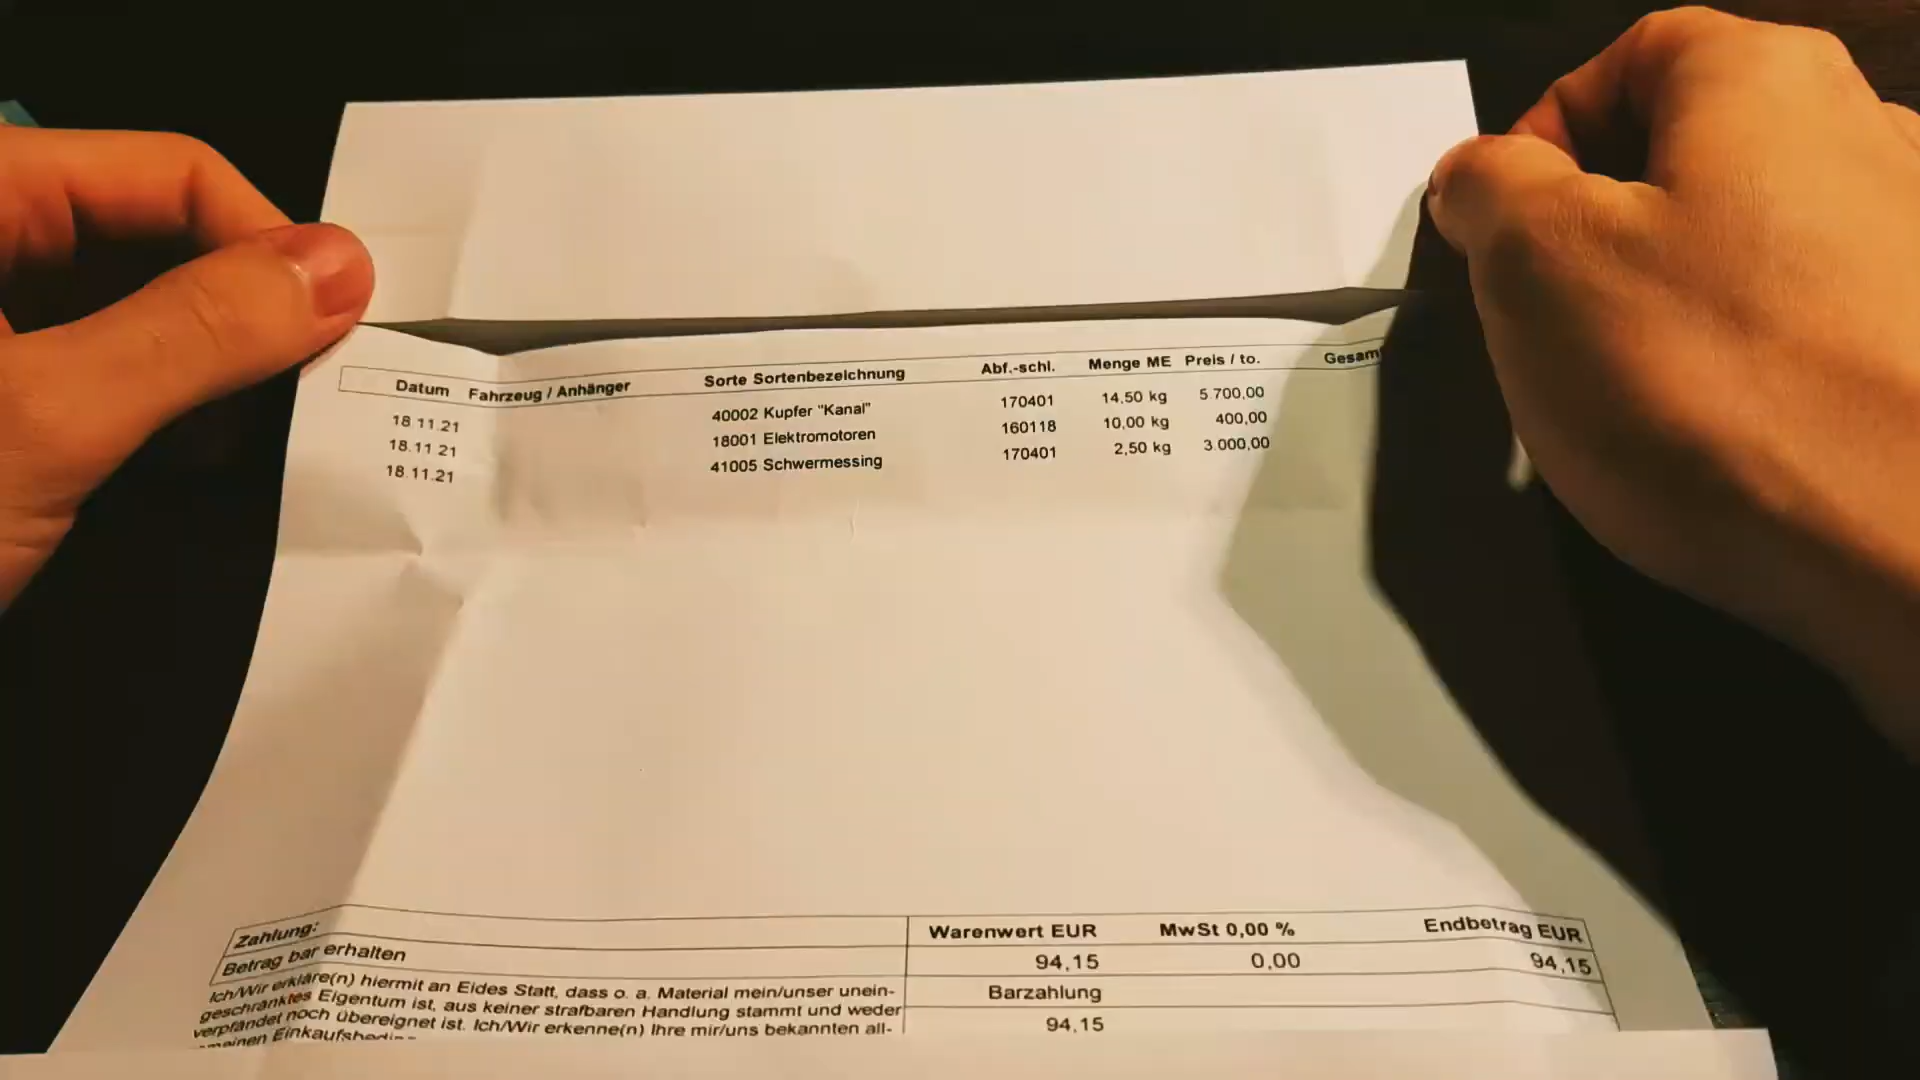 Datum Fahrzeug / Anhänger Sorte Sortenbezeichnung Abf.-schl. Menge ME Preis / to. Gesam
18.11.21 40002 Kupfer "Kanal" 170401 14,50 kg 5.700,00
18.11.21 18001 Elektromotoren 160118 10,00 kg 400,00
18.11.21 41005 Schwermessing 170401 2,50 kg 3.000,00
Zahlung: Warenwert EUR MwSt 0,00 % Endbetrag EUR
Betrag bar erhalten 94,15 0,00 94,15
Ich/Wir erkläre(n) hiermit an Eides Statt, dass o. a. Material mein/unser unein- Barzahlung
geschränktes Eigentum ist, aus keiner strafbaren Handlung stammt und weder
verpfändet noch übereignet ist. Ich/Wir erkenne(n) Ihre mir/uns bekannten all- 94,15